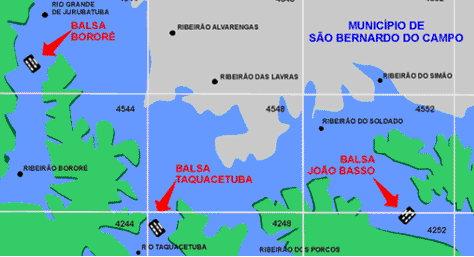 RIO GRANDE
DE JURUBATUBA
BALSA
BORORÉ
RIBEIRÃO ALVARENGAS
MUNICÍPIO DE
SÃO BERNARDO DO CAMPO
RIBEIRÃO DAS LAVRAS
RIBEIRÃO DO SIMÃO
4544
4548
4552
RIBEIRÃO DO SOLDADO
RIBEIRÃO BORORÉ
BALSA
TAQUACETUBA
BALSA
JOÃO BASSO
4244
4248
4252
RIO TAQUACETUBA
RIBEIRÃO DOS PORCOS